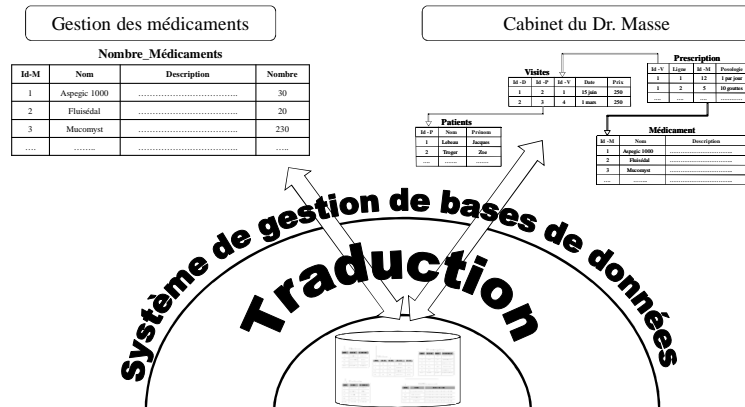 Gestion des médicaments
Cabinet du Dr. Masse
Nombre_Médicaments
Id-M Nom Description Nombre
1 Aspegic 1000 ................................ 30
2 Fluisédal ................................ 20
3 Mucomyst ................................ 230
.... ........ ................................ .....
Prescription
Id -V Ligne Id -M Posologie
1 1 12 1 par jour
1 2 5 10 gouttes
.... .... .... ............
Visites
Id -D Id -P Id -V Date Prix
1 2 1 15 juin 250
2 3 4 1 mars 250
Patients
Id -P Nom Prénom
1 Lebeau Jacques
2 Troger Zoe
.... ....... .......
Médicament
Id -M Nom Description
1 Aspegic 1000 ................................
2 Fluisédal ................................
3 Mucomyst ................................
.... ........ ................................
Système de gestion de bases de données
Traduction